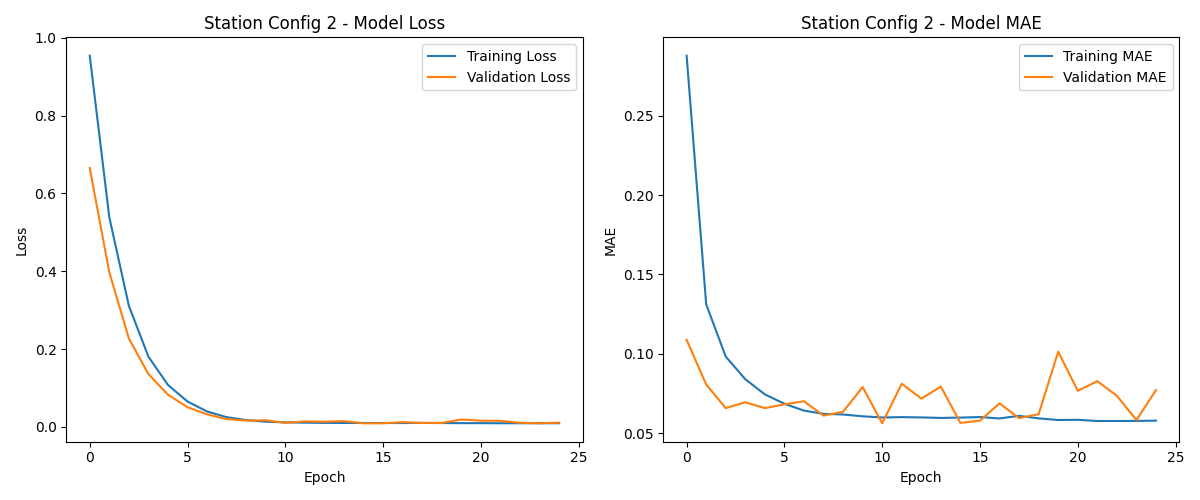 Station Config 2 - Model Loss
Training Loss
Validation Loss
1.0
0.8
0.6
0.4
0.2
0.0
Loss
0
5
10
15
20
25
Epoch
Station Config 2 - Model MAE
Training MAE
Validation MAE
0.25
0.20
0.15
0.10
0.05
MAE
0
5
10
15
20
25
Epoch